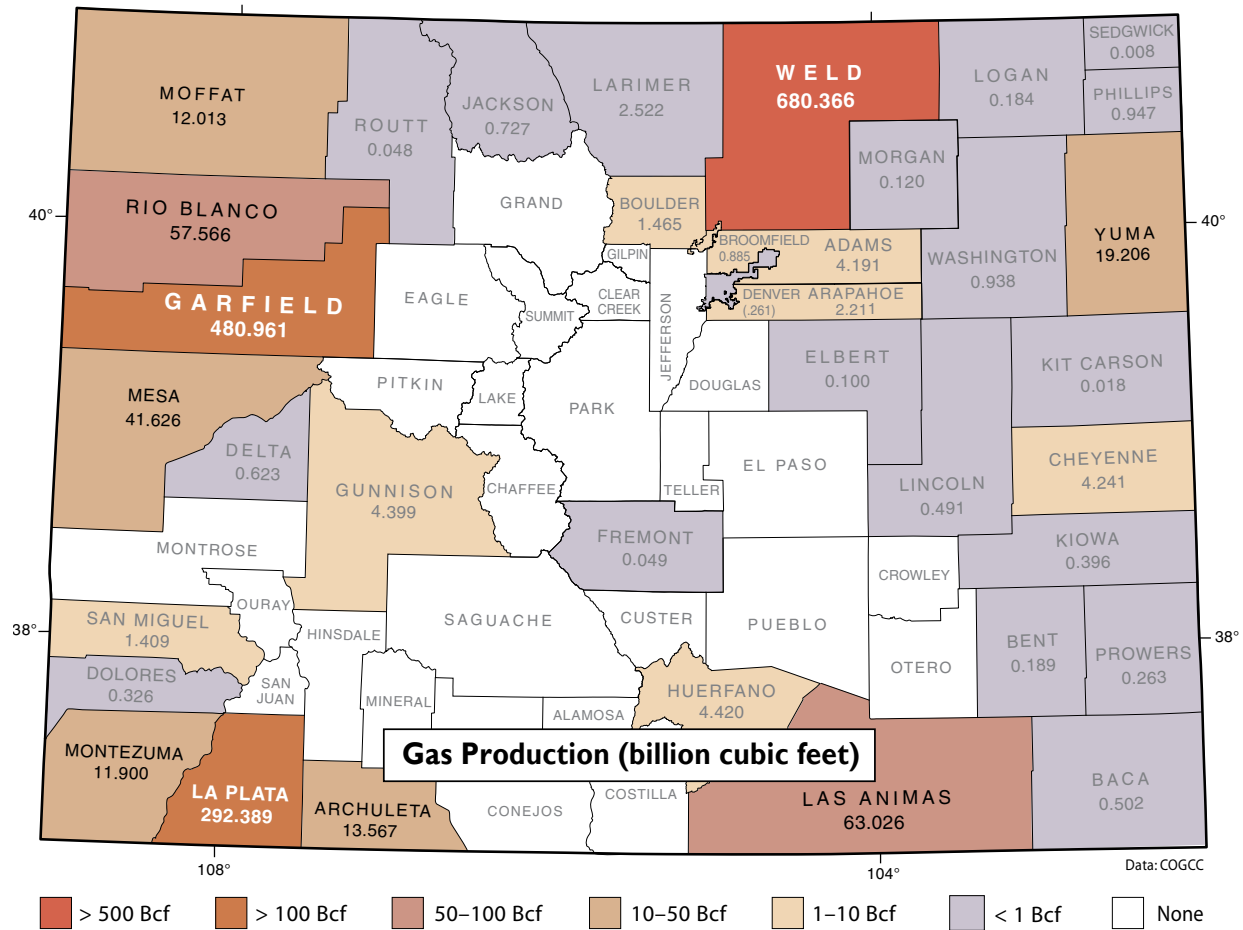 MOFFAT
12.013
ROUTT
0.048
JACKSON
0.727
LARIMER
2.522
WELD
680.366
LOGAN
0.184
SEDGWICK
0.008
PHILLIPS
0.947
MORGAN
0.120
RIO BLANCO
57.566
GRAND
BOULDER
1.465
40°
40°
YUMA
19.206
WASHINGTON
0.938
BROOMFIELD
0.885
ADAMS
4.191
GILPIN
GARFIELD
480.961
EAGLE
SUMMIT
CLEAR
CREEK
JEFFERSON
DENVER
(.261)
ARAPAHOE
2.211
ELBERT
0.100
KIT CARSON
0.018
MESA
41.626
PITKIN
LAKE
PARK
DOUGLAS
DELTA
0.623
GUNNISON
4.399
CHAFFEE
TELLER
EL PASO
LINCOLN
0.491
CHEYENNE
4.241
MONTROSE
FREMONT
0.049
KIOWA
0.396
OURAY
CROWLEY
SAN MIGUEL
1.409
38°
38°
HINSDALE
SAGUACHE
CUSTER
PUEBLO
OTERO
BENT
0.189
PROWERS
0.263
DOLORES
0.326
SAN
JUAN
MINERAL
ALAMOSA
HUERFANO
4.420
Gas Production (billion cubic feet)
MONTEZUMA
11.900
LA PLATA
292.389
ARCHULETA
13.567
CONEJOS
COSTILLA
LAS ANIMAS
63.026
BACA
0.502
108°
104°
Data: COGCC
> 500 Bcf
> 100 Bcf
50–100 Bcf
10–50 Bcf
1–10 Bcf
< 1 Bcf
None